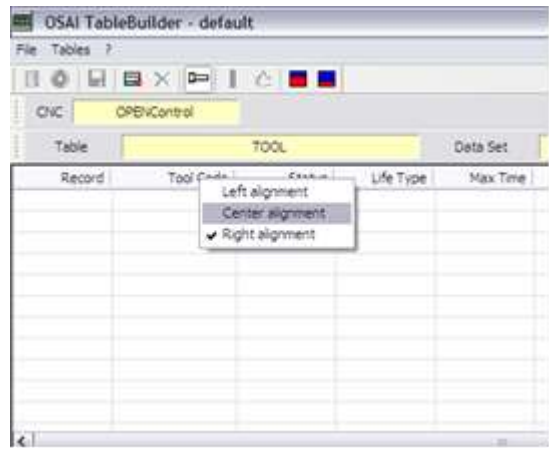 OSAI TableBuilder - default
File Tables ?
CNC OPENControl
Table TOOL Data Set
Record Tool Code Status Life Type Max Time
Left alignment
Center alignment
Right alignment